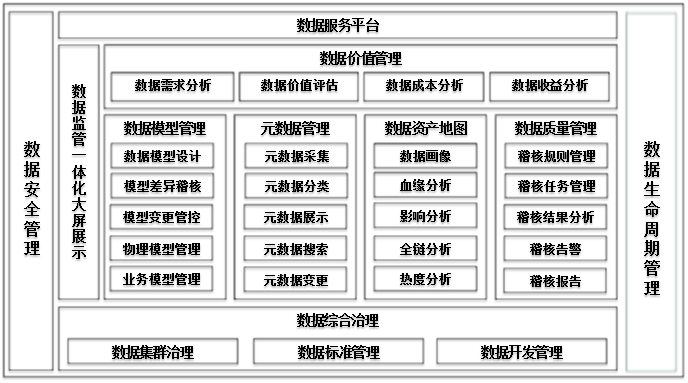 数据服务平台
数据安全管理
数据监管一体化大屏展示
数据价值管理
数据需求分析
数据价值评估
数据成本分析
数据收益分析
数据模型管理
数据模型设计
模型差异稽核
模型变更管控
物理模型管理
业务模型管理
元数据管理
元数据采集
元数据分类
元数据展示
元数据搜索
元数据变更
数据资产地图
数据画像
血缘分析
影响分析
全链分析
热度分析
数据质量管理
稽核规则管理
稽核任务管理
稽核结果分析
稽核告警
稽核报告
数据综合治理
数据集群治理
数据标准管理
数据开发管理
数据生命周期管理